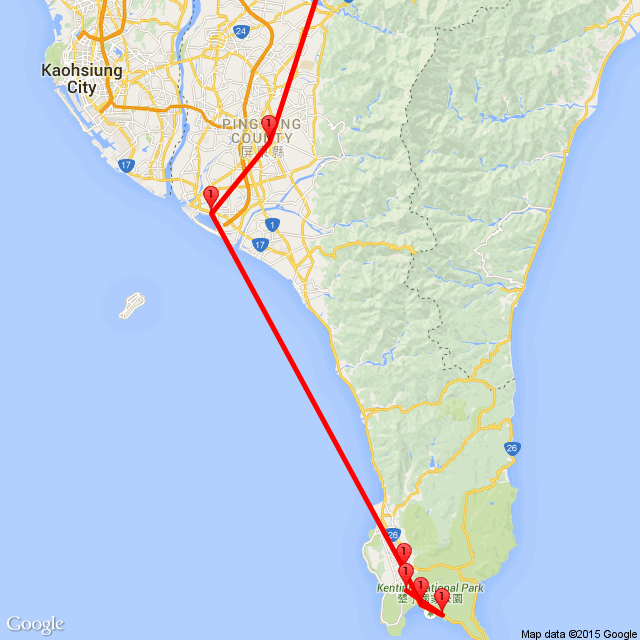 24
Kaohsiung
City
1
PINGTUNG
COUNTY
屏東縣
17
1
1
17
26
26
1
1
Kenting National Park
1
1
墾丁國家公園
Google
Map data ©2015 Google